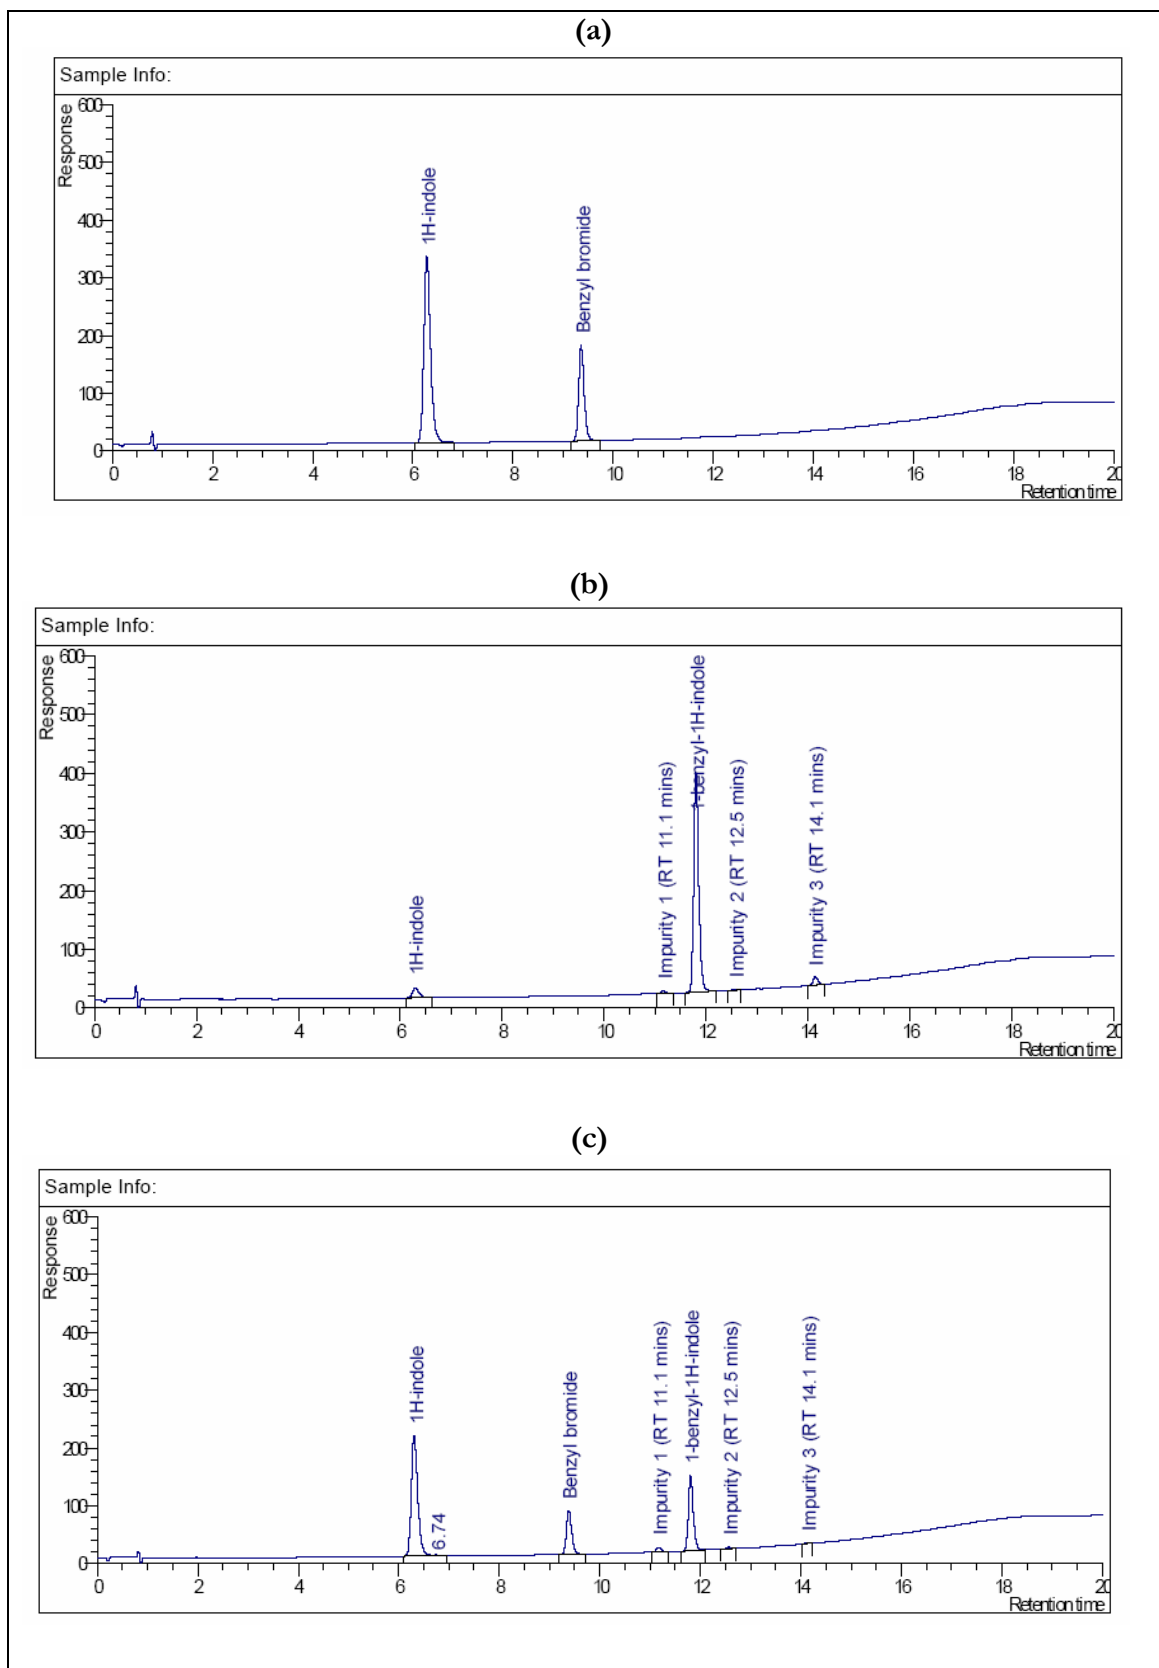 (a)
Sample Info:
Response
600
500
400
300
200
100
0
1H-indole
Benzyl bromide
0 2 4 6 8 10 12 14 16 18 20
Retention time
(b)
Sample Info:
Response
600
500
400
300
200
100
0
1H-indole
Impurity 1 (RT 11.1 mins)
1-benzyl-1H-indole
Impurity 2 (RT 12.5 mins)
Impurity 3 (RT 14.1 mins)
0 2 4 6 8 10 12 14 16 18 20
Retention time
(c)
Sample Info:
Response
600
500
400
300
200
100
0
1H-indole
6.74
Benzyl bromide
Impurity 1 (RT 11.1 mins)
1-benzyl-1H-indole
Impurity 2 (RT 12.5 mins)
Impurity 3 (RT 14.1 mins)
0 2 4 6 8 10 12 14 16 18 20
Retention time